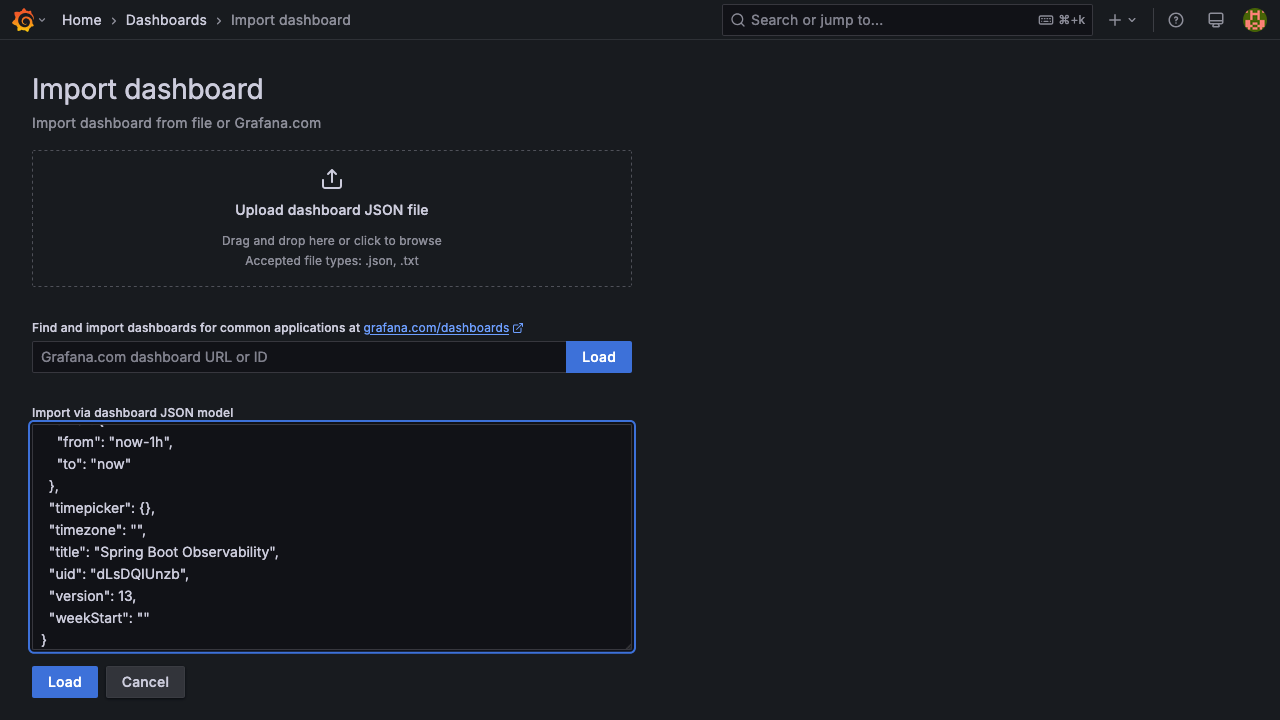 Home › Dashboards › Import dashboard
Search or jump to...
⌘+k
Import dashboard
Import dashboard from file or Grafana.com
Upload dashboard JSON file
Drag and drop here or click to browse
Accepted file types: .json, .txt
Find and import dashboards for common applications at grafana.com/dashboards
Grafana.com dashboard URL or ID
Load
Import via dashboard JSON model
"from": "now-1h",
"to": "now"
},
"timepicker": {},
"timezone": "",
"title": "Spring Boot Observability",
"uid": "dLsDQIUnzb",
"version": 13,
"weekStart": ""
}
Load
Cancel